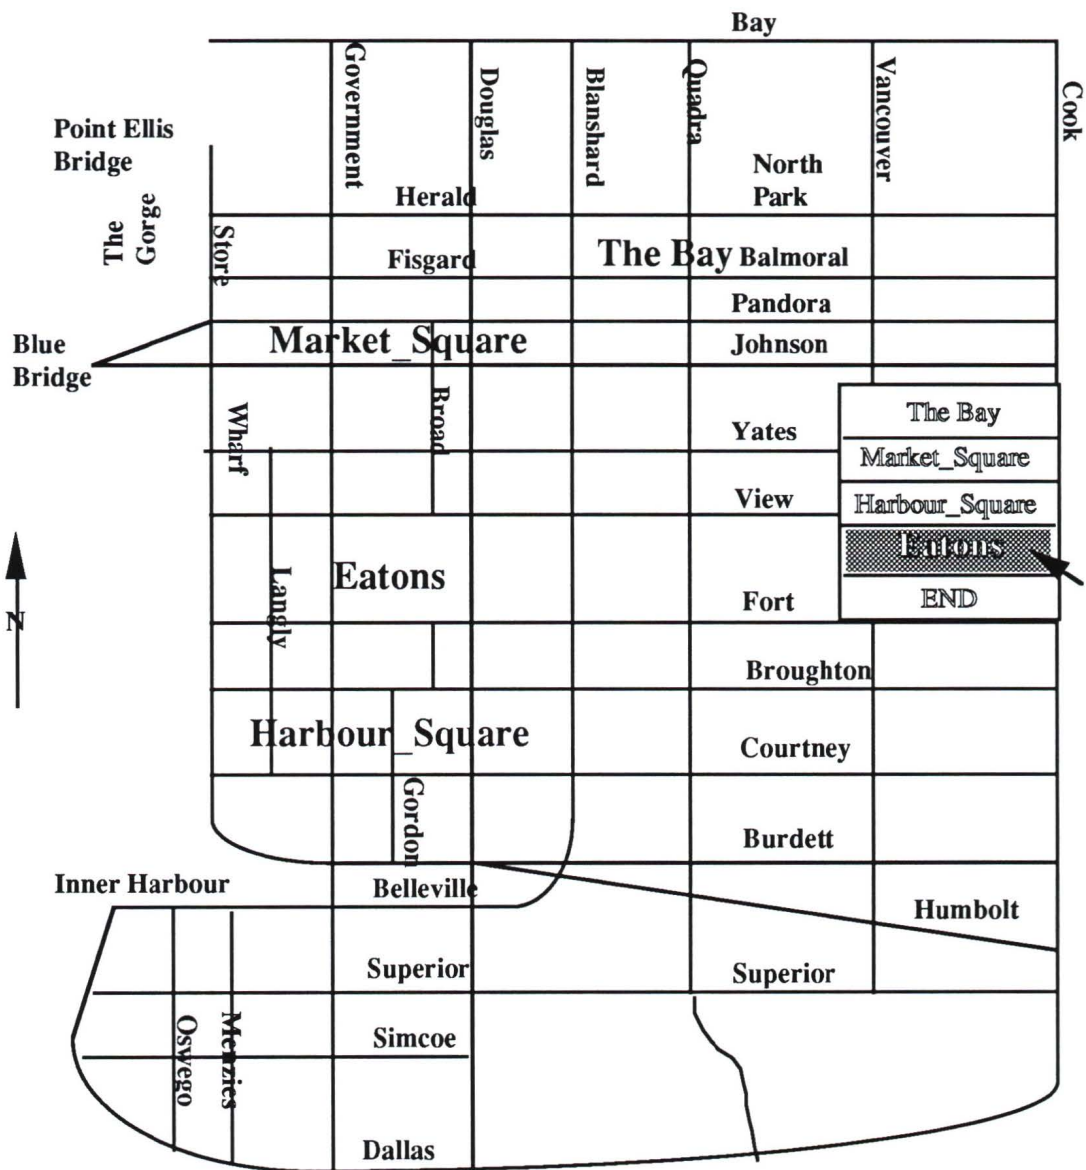 Bay
Government
Douglas
Blanshard
Quadra
Vancouver
Cook
Point Ellis
Bridge
The
Gorge
North
Park
Herald
Store
Fisgard
The Bay
Balmoral
Pandora
Blue
Bridge
Market_Square
Johnson
Wharf
Broad
Yates
The Bay
Market_Square
View
Harbour_Square
Eatons
END
N
Langly
Eatons
Fort
Broughton
Harbour_Square
Courtney
Gordon
Burdett
Inner Harbour
Belleville
Humbolt
Superior
Superior
Oswego
Menzies
Simcoe
Dallas